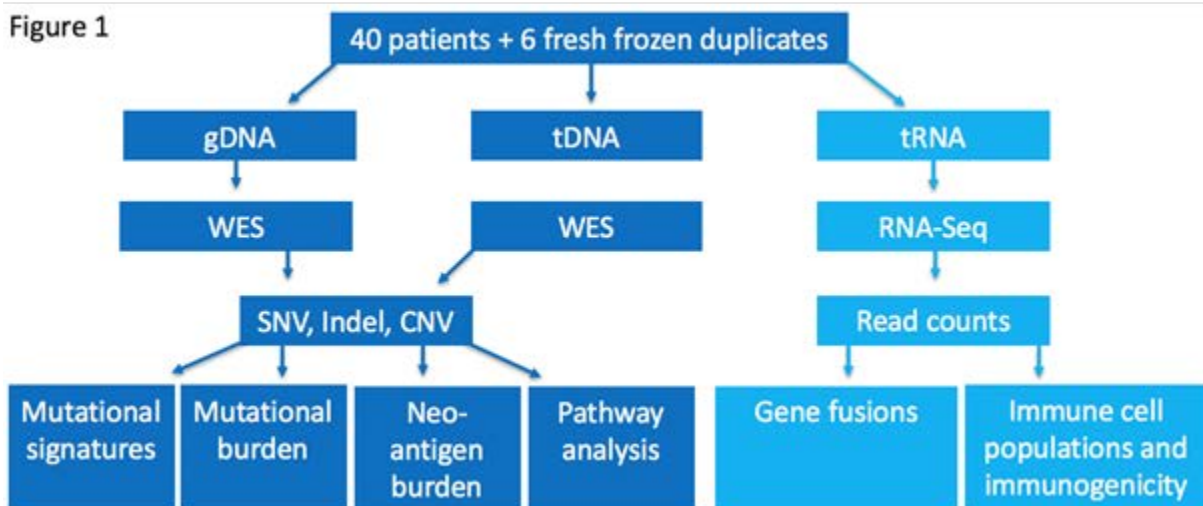 Figure 1
40 patients + 6 fresh frozen duplicates
gDNA
tDNA
tRNA
WES
WES
RNA-Seq
SNV, Indel, CNV
Read counts
Mutational
signatures
Mutational
burden
Neo-
antigen
burden
Pathway
analysis
Gene fusions
Immune cell
populations and
immunogenicity